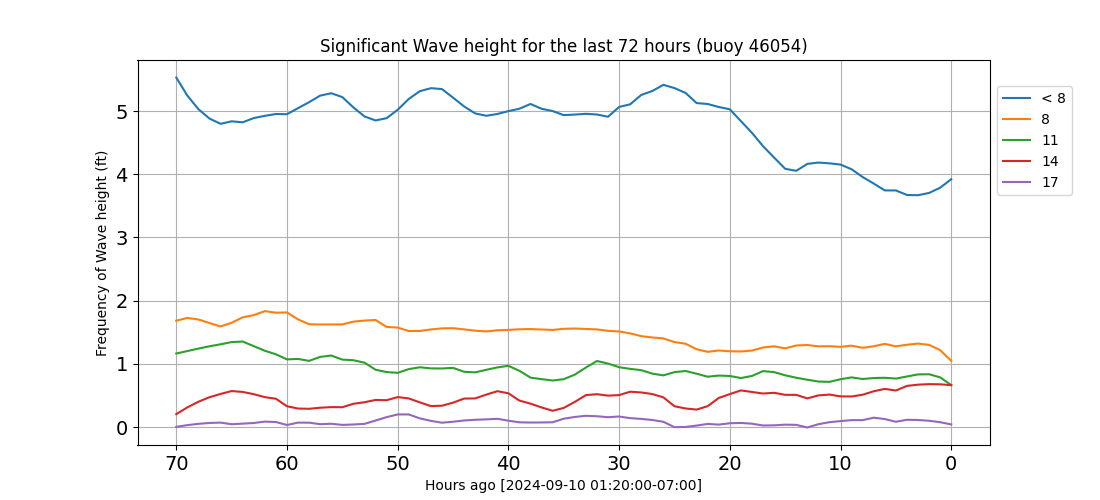 Significant Wave height for the last 72 hours (buoy 46054)
Frequency of Wave height (ft)
5
4
3
2
1
0
70 60 50 40 30 20 10 0
Hours ago [2024-09-10 01:20:00-07:00]
< 8
8
11
14
17